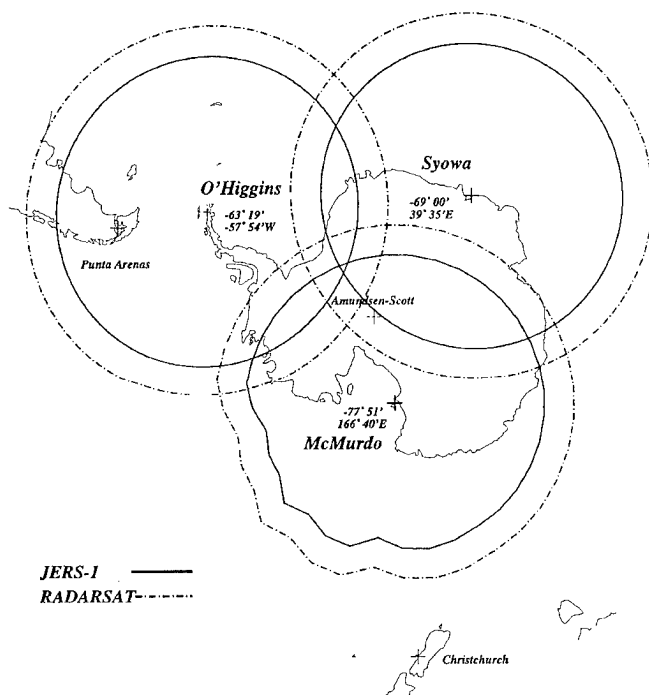 Syowa
-69° 00'
39° 35'E
O'Higgins
-63° 19'
-57° 54'W
Punta Arenas
Amundsen-Scott
-77° 51'
166° 40'E
McMurdo
JERS-1
RADARSAT
Christchurch